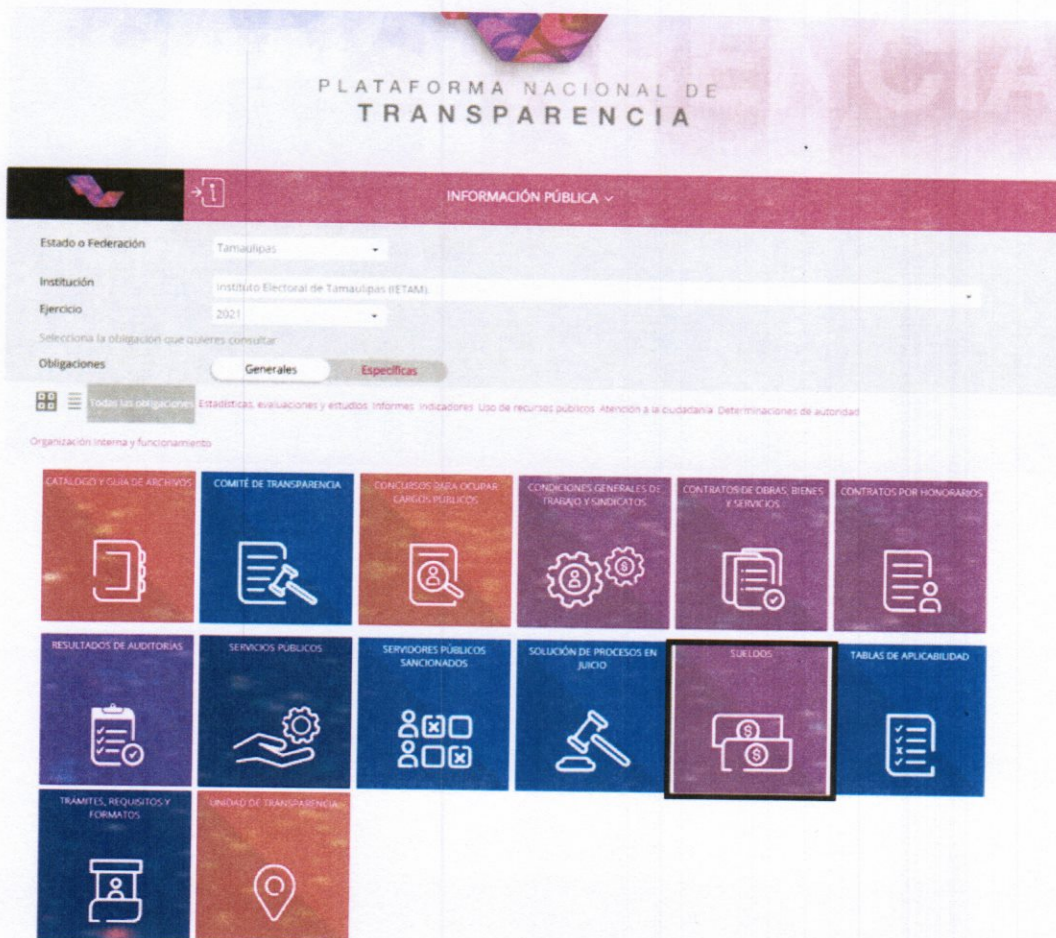 PLATAFORMA NACIONAL DE
TRANSPARENCIA
INFORMACIÓN PÚBLICA
Estado o Federación
Tamaulipas
Institución
Instituto Electoral de Tamaulipas (IETAM)
Ejercicio
2021
Selecciona la obligación que quieres consultar
Obligaciones
Generales
Específicas
Todas las obligaciones Estadísticas, evaluaciones y estudios Informes Indicadores Uso de recursos públicos Atención a la ciudadanía Determinaciones de autoridad
Organización interna y funcionamiento
CATÁLOGO Y GUÍA DE ARCHIVOS
COMITÉ DE TRANSPARENCIA
CONCURSOS PARA OCUPAR
CARGOS PÚBLICOS
CONDICIONES GENERALES DE
TRABAJO Y SINDICATOS
CONTRATOS DE OBRAS, BIENES
Y SERVICIOS
CONTRATOS POR HONORARIOS
RESULTADOS DE AUDITORÍAS
SERVICIOS PÚBLICOS
SERVIDORES PÚBLICOS
SANCIONADOS
SOLUCIÓN DE PROCESOS EN
JUICIO
SUELDOS
TABLAS DE APLICABILIDAD
TRÁMITES, REQUISITOS Y
FORMATOS
UNIDAD DE TRANSPARENCIA